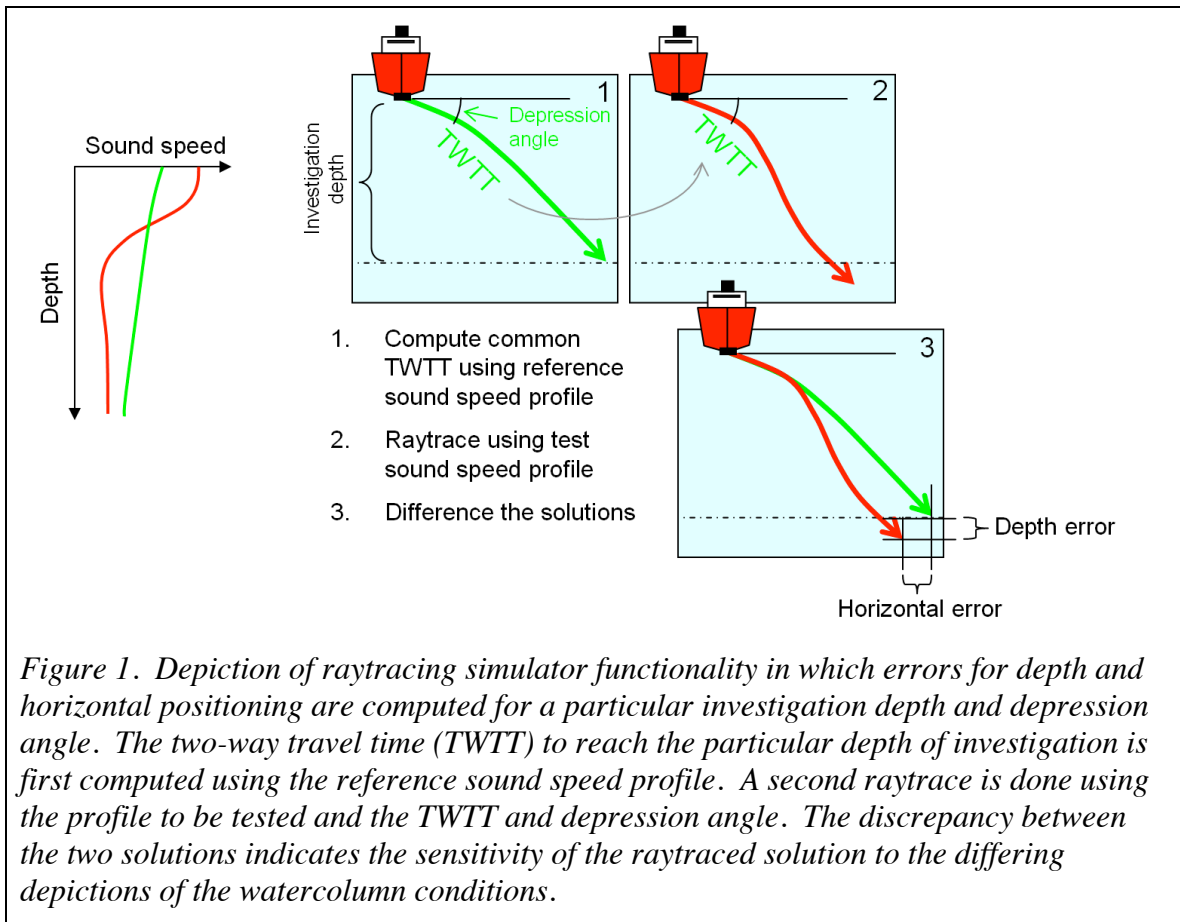 Sound speed
Depth
Investigation
depth
1
Depression
angle
TWTT
2
TWTT
1. Compute common
TWTT using reference
sound speed profile
2. Raytrace using test
sound speed profile
3. Difference the solutions
3
Depth error
Horizontal error
Figure 1. Depiction of raytracing simulator functionality in which errors for depth and
horizontal positioning are computed for a particular investigation depth and depression
angle. The two-way travel time (TWTT) to reach the particular depth of investigation is
first computed using the reference sound speed profile. A second raytrace is done using
the profile to be tested and the TWTT and depression angle. The discrepancy between
the two solutions indicates the sensitivity of the raytraced solution to the differing
depictions of the watercolumn conditions.